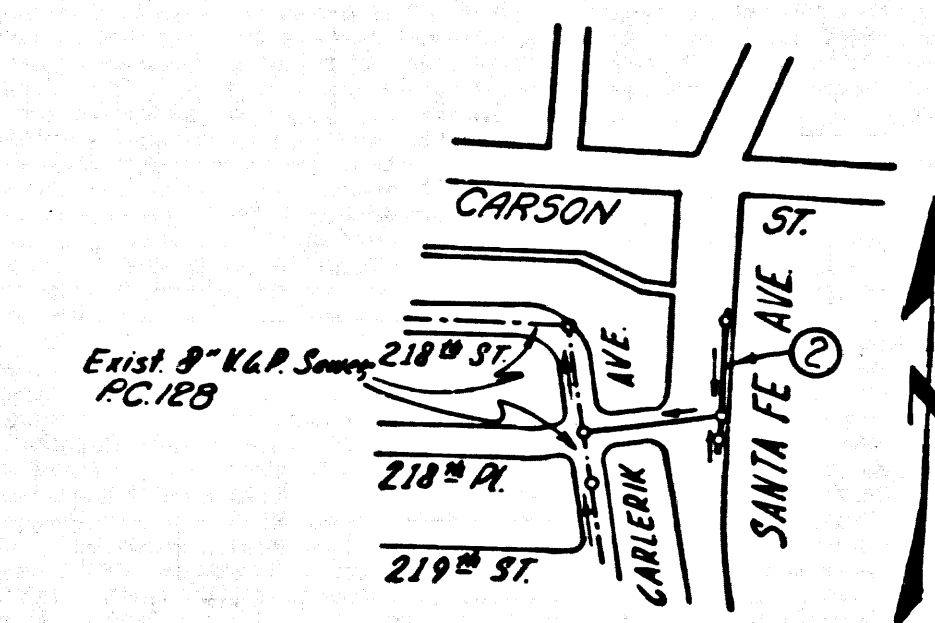 CARSON ST.
SANTA FE AVE.
2
AVE.
218th ST.
Exist. 8" V.C.P. Sewer,
P.C. 128
218th Pl.
CARLERIK
219th ST.